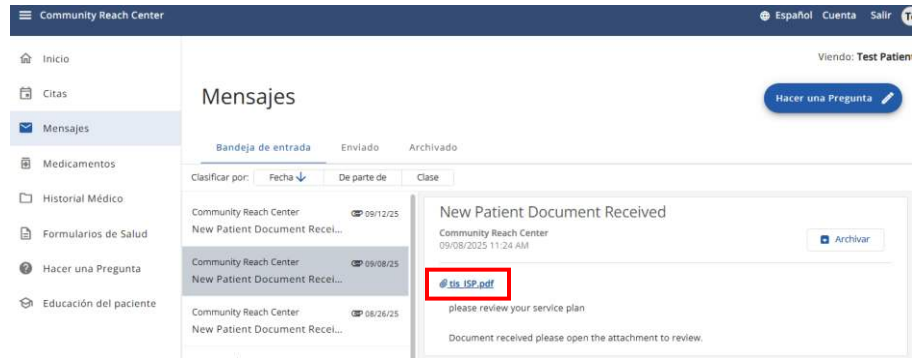 Community Reach Center
Español Cuenta Salir
Viendo: Test Patient
Inicio
Citas
Mensajes
Medicamentos
Historial Médico
Formularios de Salud
Hacer una Pregunta
Educación del paciente
Mensajes
Hacer una Pregunta
Bandeja de entrada Enviado Archivado
Clasificar por: Fecha De parte de Clase
Community Reach Center 09/12/25
New Patient Document Recei...
Community Reach Center 09/08/25
New Patient Document Recei...
Community Reach Center 08/26/25
New Patient Document Recei...
New Patient Document Received
Community Reach Center
09/08/2025 11:24 AM
Archivar
tis_ISP.pdf
please review your service plan
Document received please open the attachment to review.